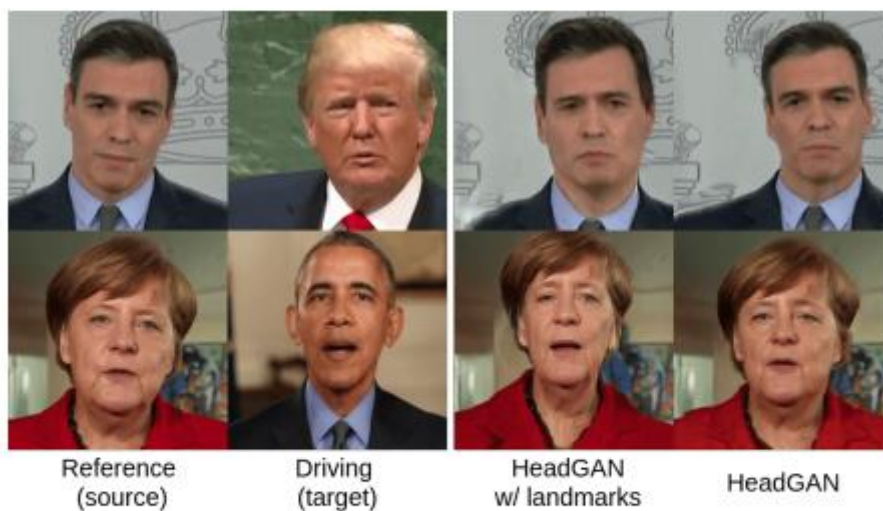 Reference
(source)
Driving
(target)
HeadGAN
w/ landmarks
HeadGAN